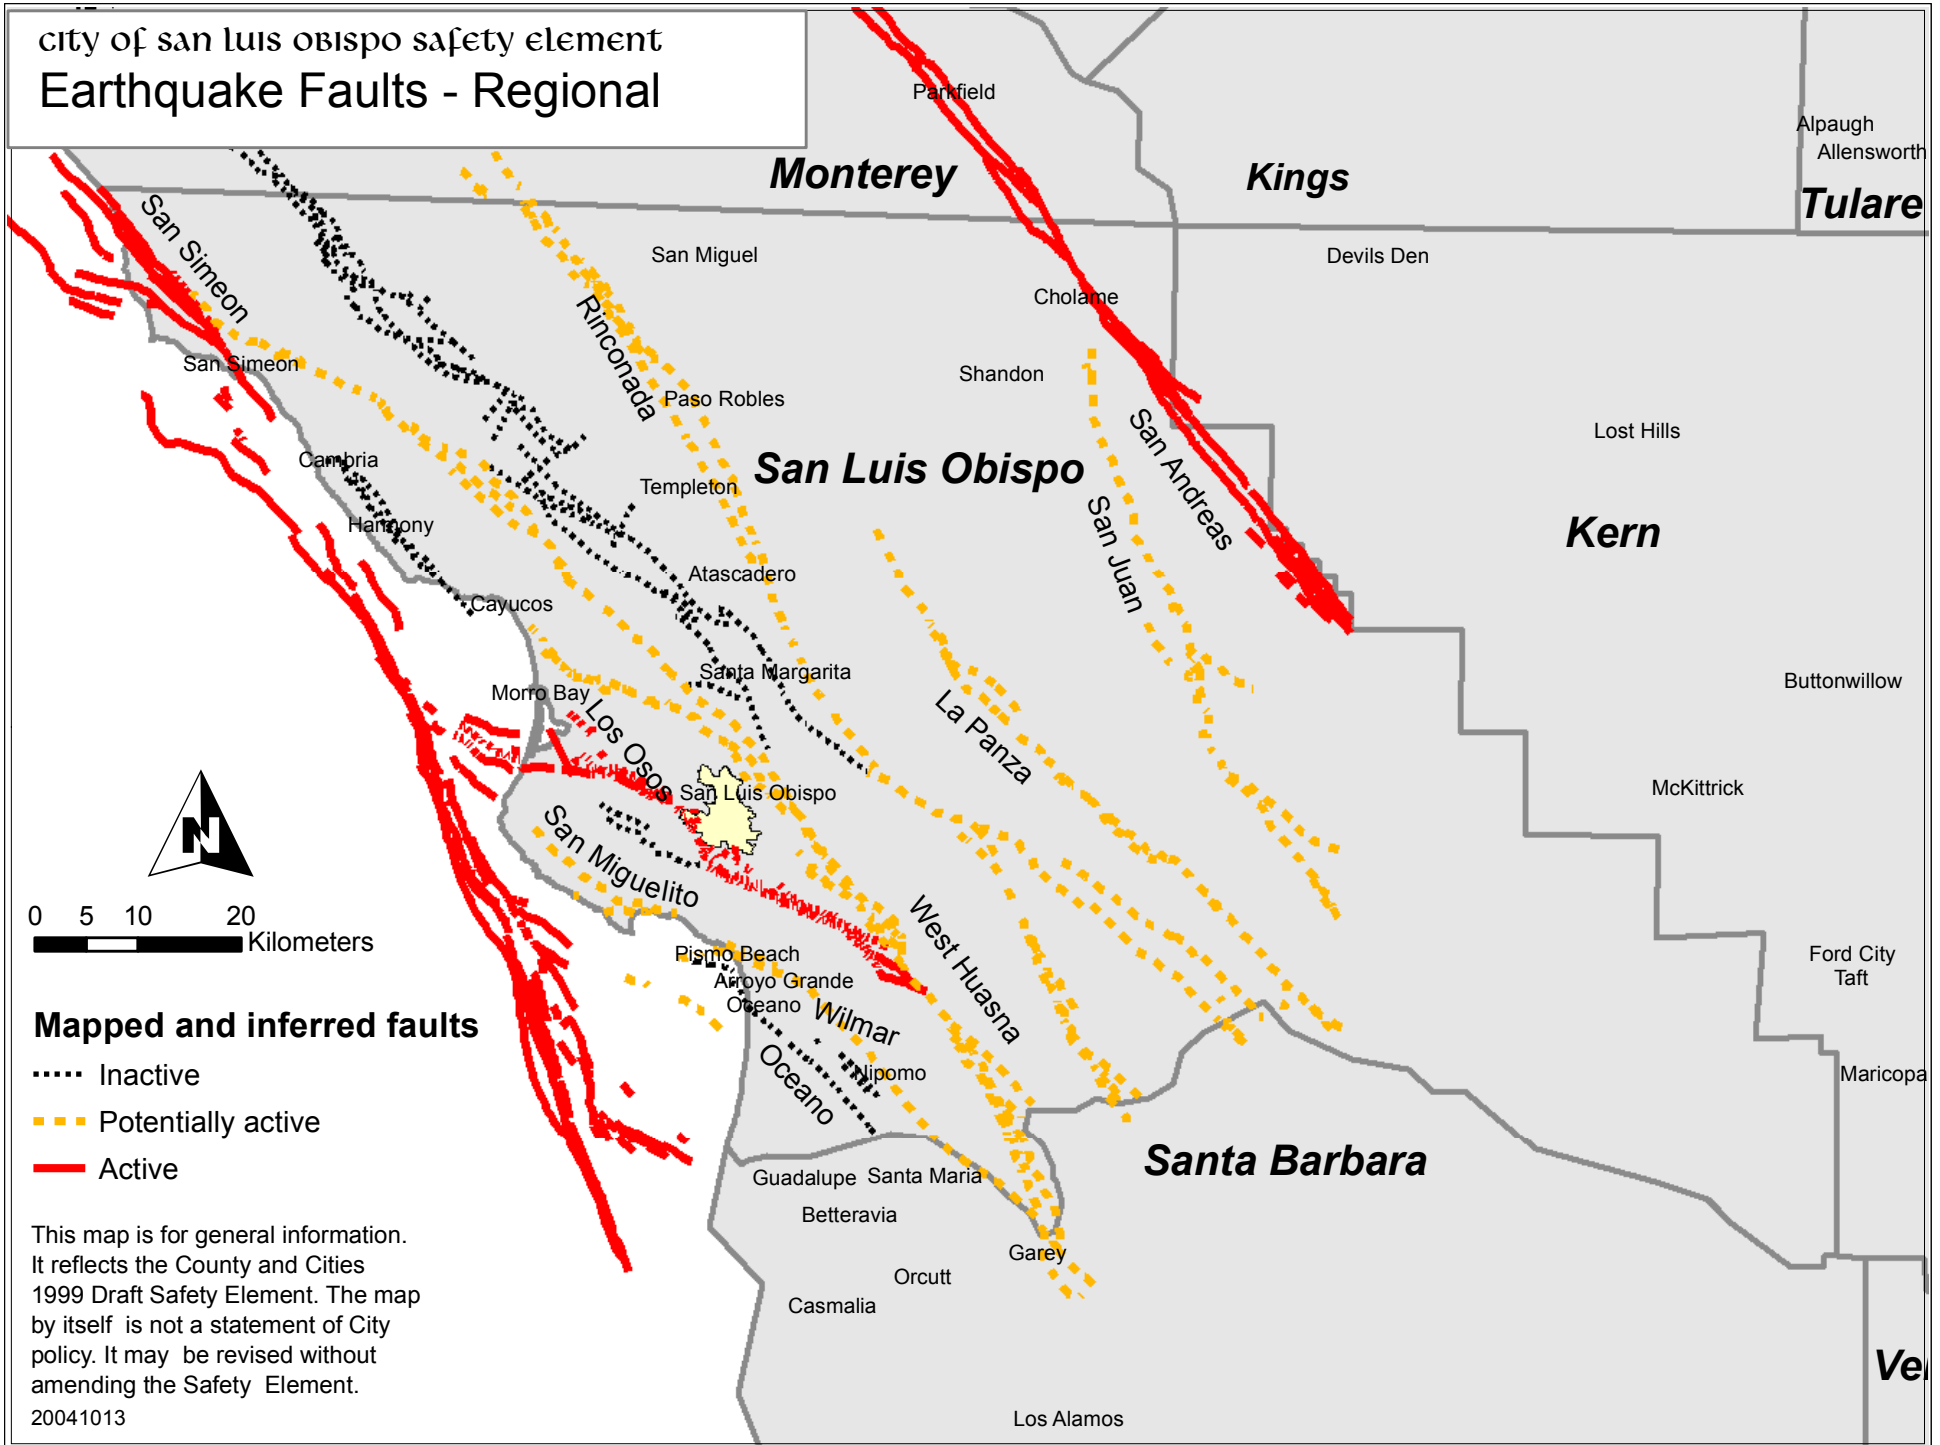 city of san luis obispo safety element
Earthquake Faults - Regional
Parkfield
Alpaugh
Allensworth
Monterey
Kings
Tulare
San Simeon
San Miguel
Devils Den
Cholame
Rinconada
San Simeon
Shandon
Paso Robles
San Andreas
Lost Hills
Cambria
San Luis Obispo
Templeton
San Juan
Harmony
Kern
Atascadero
Cayucos
Santa Margarita
Morro Bay
Buttonwillow
Los Osos
La Panza
San Luis Obispo
McKittrick
N
San Miguelito
0 5 10 20
Kilometers
West Huasna
Pismo Beach
Ford City
Taft
Arroyo Grande
Oceano
Wilmar
Mapped and inferred faults
Inactive
Potentially active
Active
Oceano
Nipomo
Maricopa
Santa Barbara
Guadalupe
Santa Maria
Betteravia
Garey
Orcutt
Casmalia
This map is for general information.
It reflects the County and Cities
1999 Draft Safety Element. The map
by itself is not a statement of City
policy. It may be revised without
amending the Safety Element.
20041013
Los Alamos